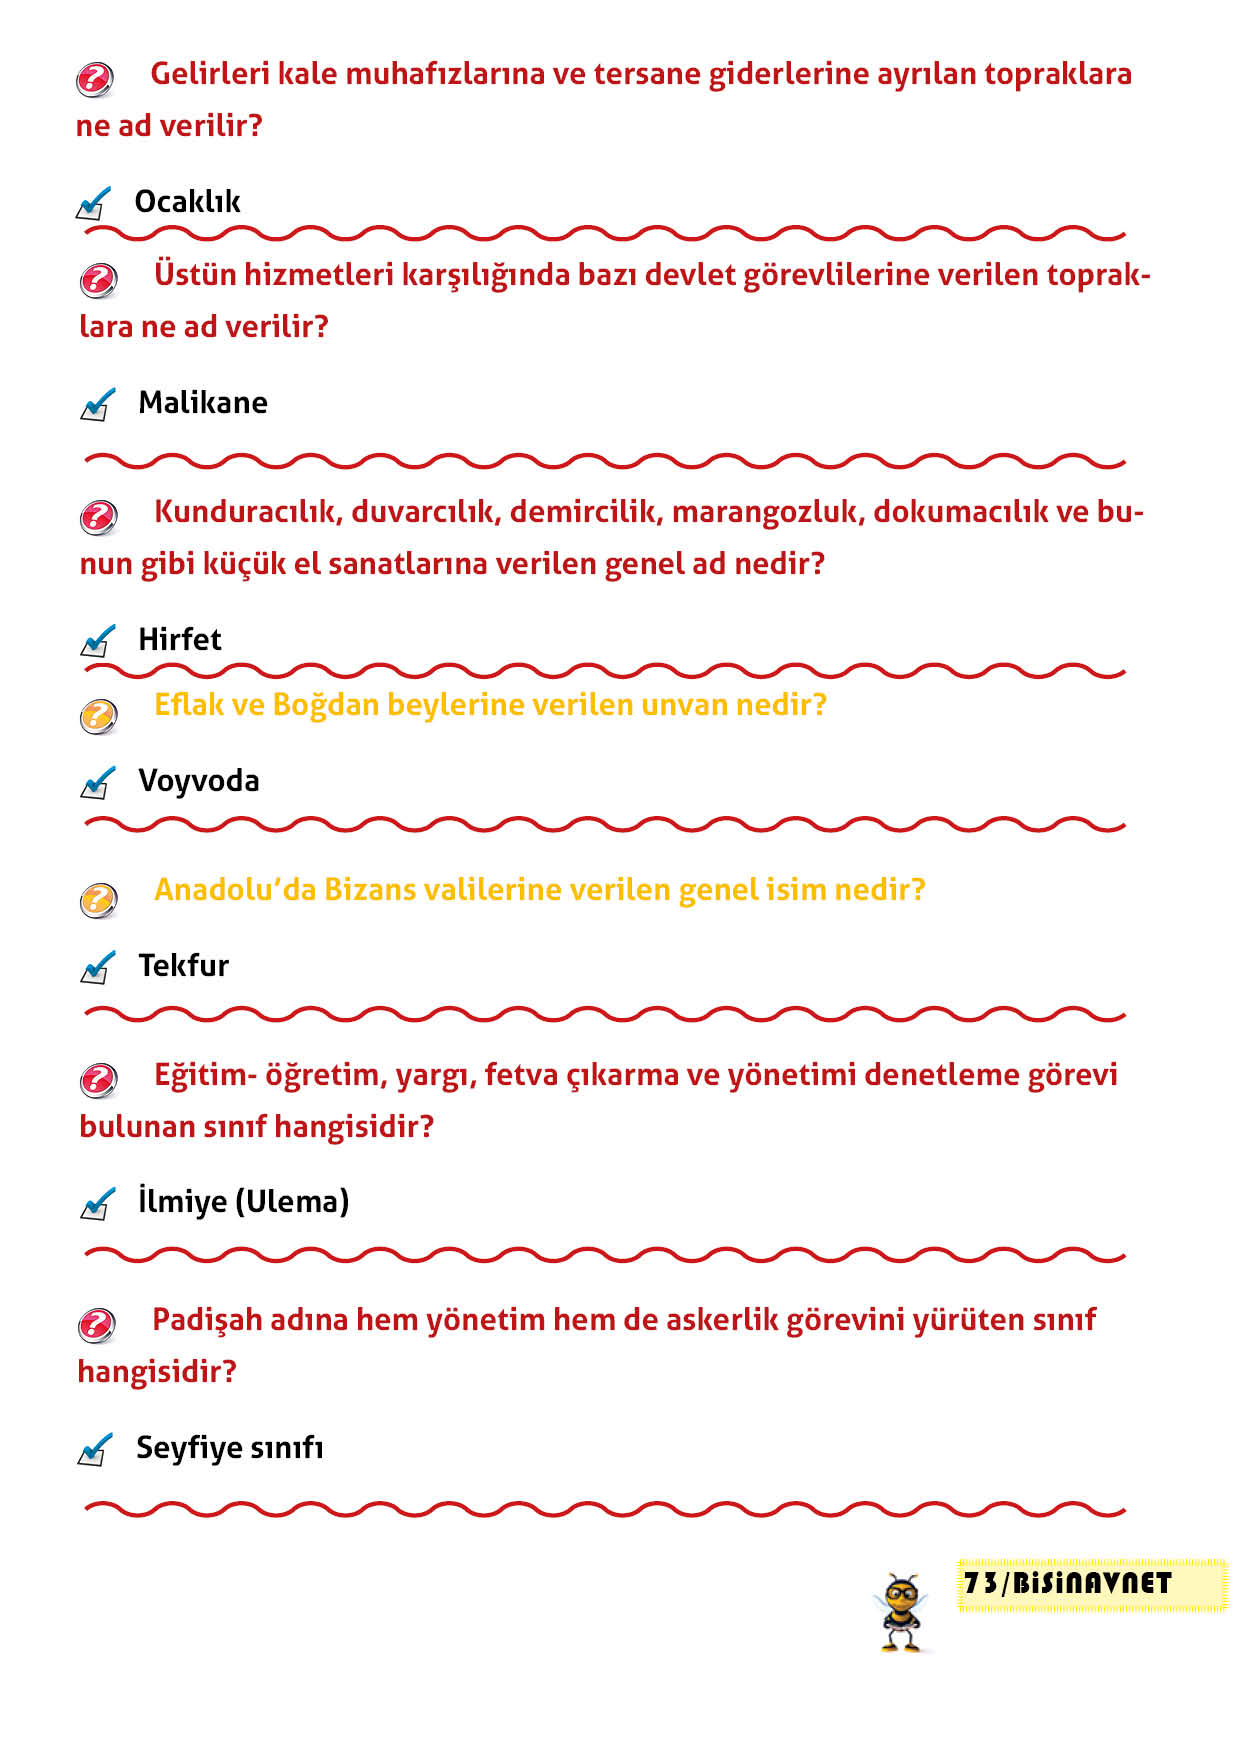 Gelirleri kale muhafızlarına ve tersane giderlerine ayrılan topraklara
ne ad verilir?
Ocaklık
Üstün hizmetleri karşılığında bazı devlet görevlilerine verilen toprak-
lara ne ad verilir?
Malikane
Kunduracılık, duvarcılık, demircilik, marangozluk, dokumacılık ve bu-
nun gibi küçük el sanatlarına verilen genel ad nedir?
Hirfet
Eflak ve Boğdan beylerine verilen unvan nedir?
Voyvoda
Anadolu’da Bizans valilerine verilen genel isim nedir?
Tekfur
Eğitim- öğretim, yargı, fetva çıkarma ve yönetimi denetleme görevi
bulunan sınıf hangisidir?
İlmiye (Ulema)
Padişah adına hem yönetim hem de askerlik görevini yürüten sınıf
hangisidir?
Seyfiye sınıfı
73/BiSiNAVNET